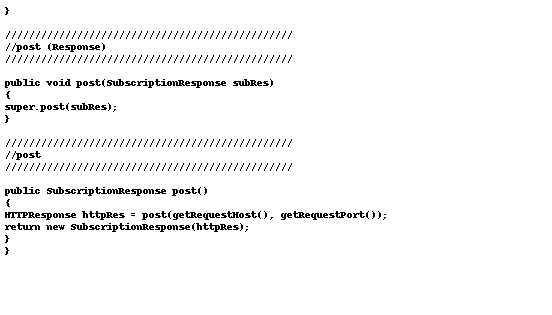 }
////////////////////////////////////////////////
//post (Response)
////////////////////////////////////////////////
public void post(SubscriptionResponse subRes)
{
super.post(subRes);
}
////////////////////////////////////////////////
//post
////////////////////////////////////////////////
public SubscriptionResponse post()
{
HTTPResponse httpRes = post(getRequestHost(), getRequestPort());
return new SubscriptionResponse(httpRes);
}
}